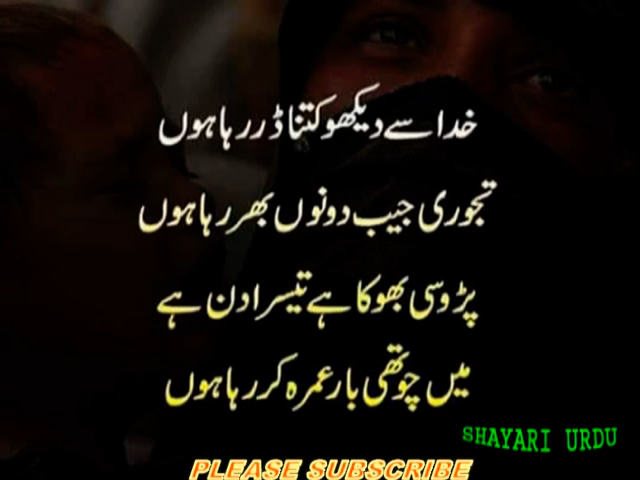 خدا سے دیکھو کتنا ڈر رہا ہوں
تجوری جیب دونوں بھر رہا ہوں
پڑوسی بھوکا ہے تیسرا دن ہے
میں چوتھی بار عمرہ کر رہا ہوں
SHAYARI URDU
PLEASE SUBSCRIBE